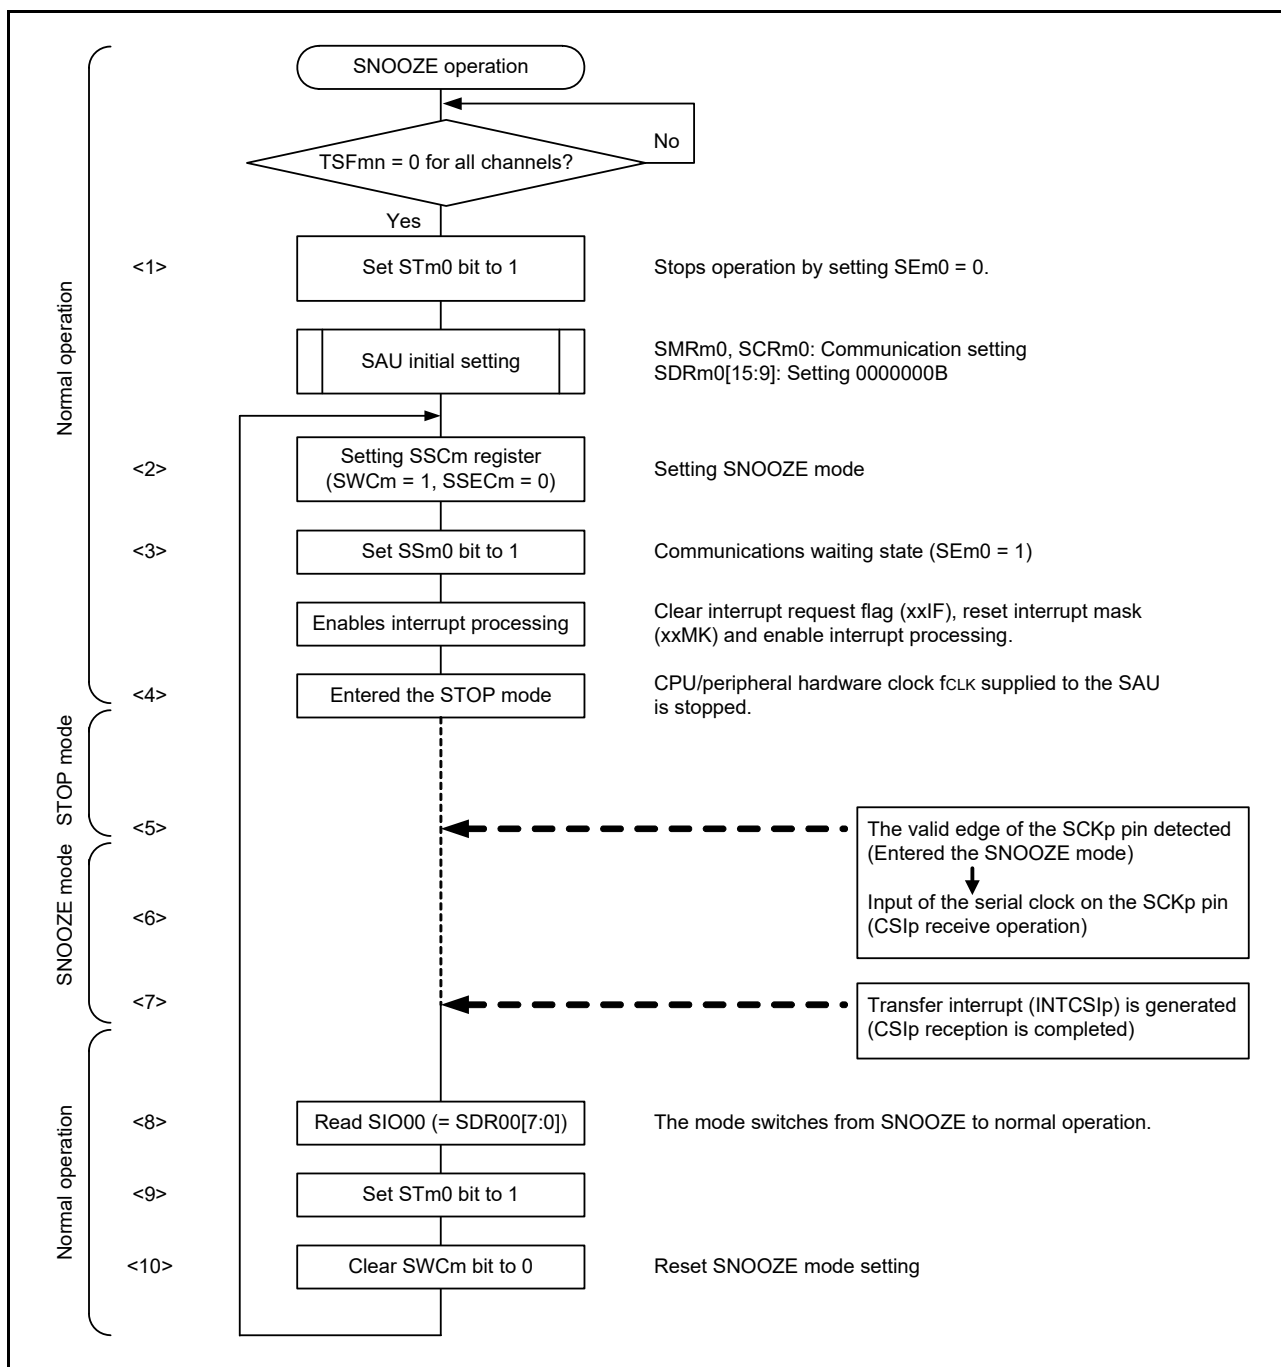 SNOOZE operation
No
TSFmn = 0 for all channels?
Yes
Normal operation
<1>
Set STm0 bit to 1
Stops operation by setting SEm0 = 0.
SAU initial setting
SMRm0, SCRm0: Communication setting
SDRm0[15:9]: Setting 0000000B
<2>
Setting SSCm register
(SWCm = 1, SSECm = 0)
Setting SNOOZE mode
<3>
Set SSm0 bit to 1
Communications waiting state (SEm0 = 1)
Enables interrupt processing
Clear interrupt request flag (xxIF), reset interrupt mask
(xxMK) and enable interrupt processing.
<4>
Entered the STOP mode
CPU/peripheral hardware clock fCLK supplied to the SAU
is stopped.
STOP mode
<5>
The valid edge of the SCKp pin detected
(Entered the SNOOZE mode)
SNOOZE mode
<6>
Input of the serial clock on the SCKp pin
(CSIp receive operation)
<7>
Transfer interrupt (INTCSIp) is generated
(CSIp reception is completed)
Normal operation
<8>
Read SIO00 (= SDR00[7:0])
The mode switches from SNOOZE to normal operation.
<9>
Set STm0 bit to 1
<10>
Clear SWCm bit to 0
Reset SNOOZE mode setting